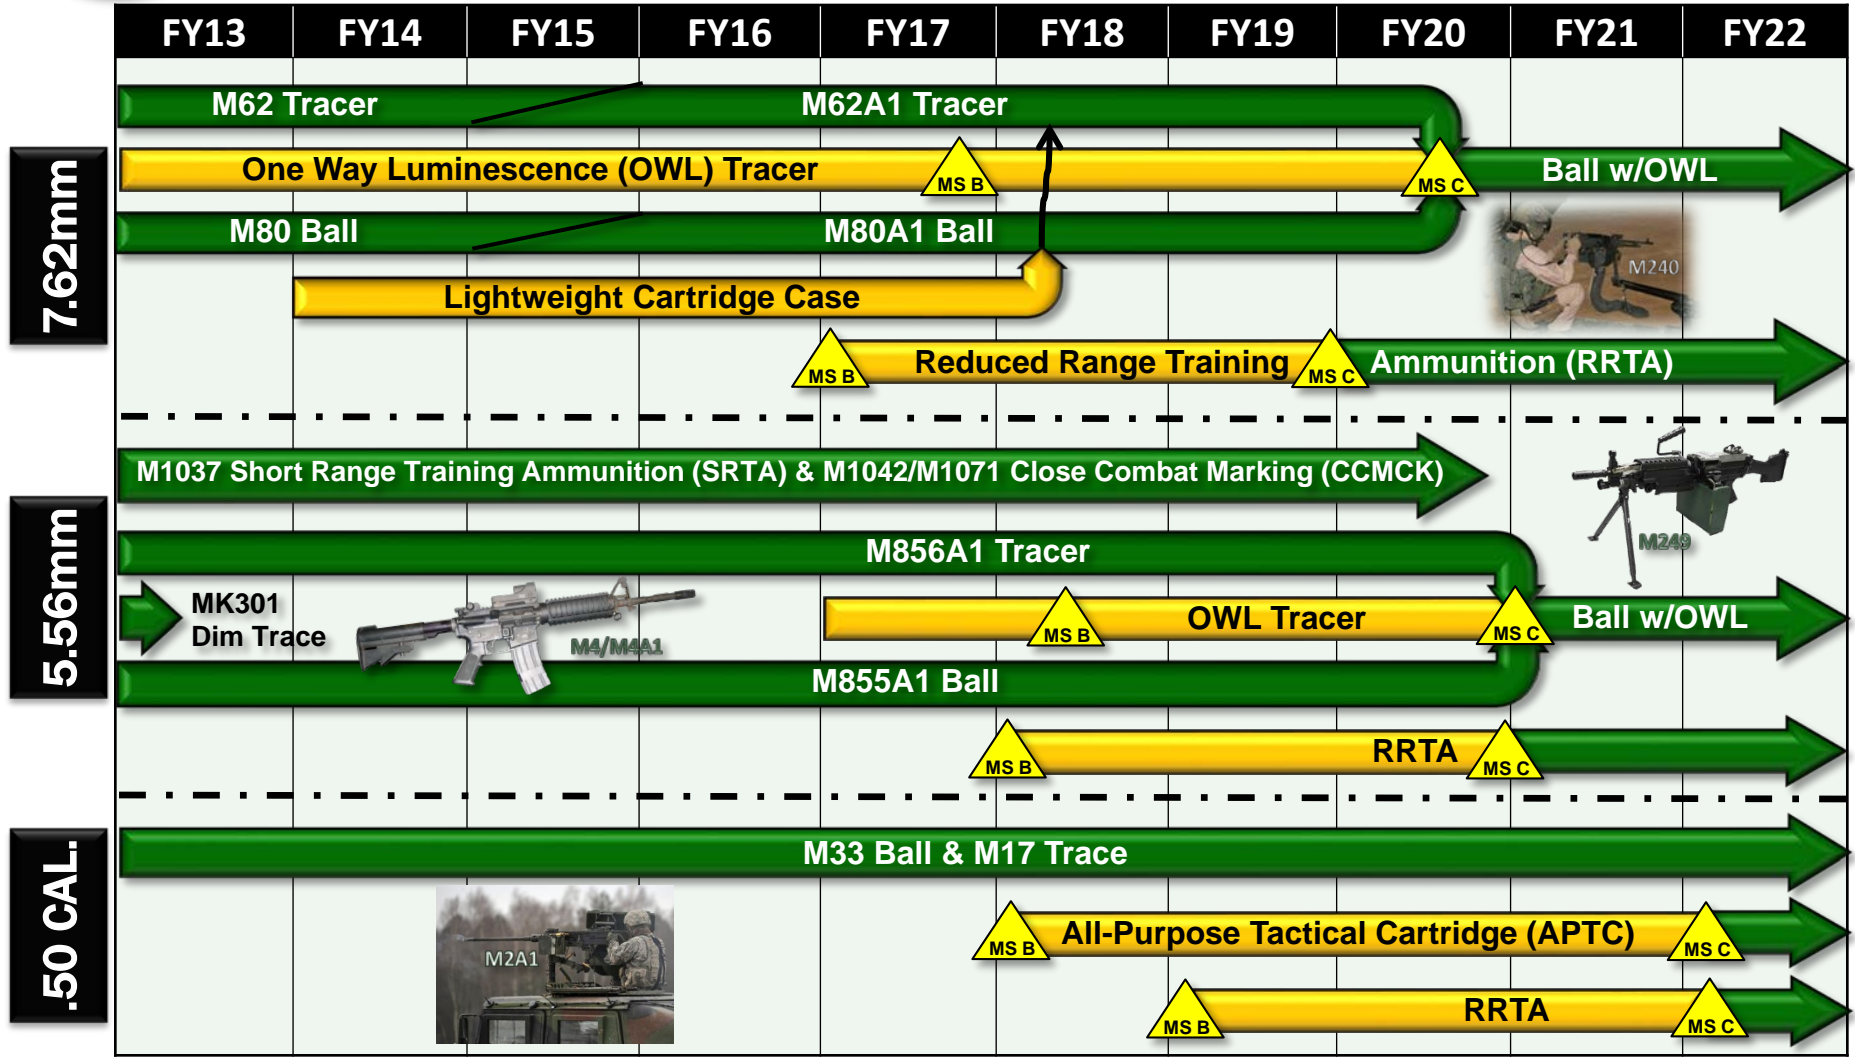 FY13 FY14 FY15 FY16 FY17 FY18 FY19 FY20 FY21 FY22
7.62mm
M62 Tracer M62A1 Tracer
One Way Luminescence (OWL) Tracer MS B MS C Ball w/OWL
M80 Ball M80A1 Ball
M240
Lightweight Cartridge Case
MS B Reduced Range Training MS C Ammunition (RRTA)
5.56mm
M1037 Short Range Training Ammunition (SRTA) & M1042/M1071 Close Combat Marking (CCMCK)
M249
M856A1 Tracer
MK301
Dim Trace
M4/M4A1
MS B OWL Tracer MS C Ball w/OWL
M855A1 Ball
MS B RRTA MS C
.50 CAL.
M33 Ball & M17 Trace
M2A1
MS B All-Purpose Tactical Cartridge (APTC) MS C
MS B RRTA MS C